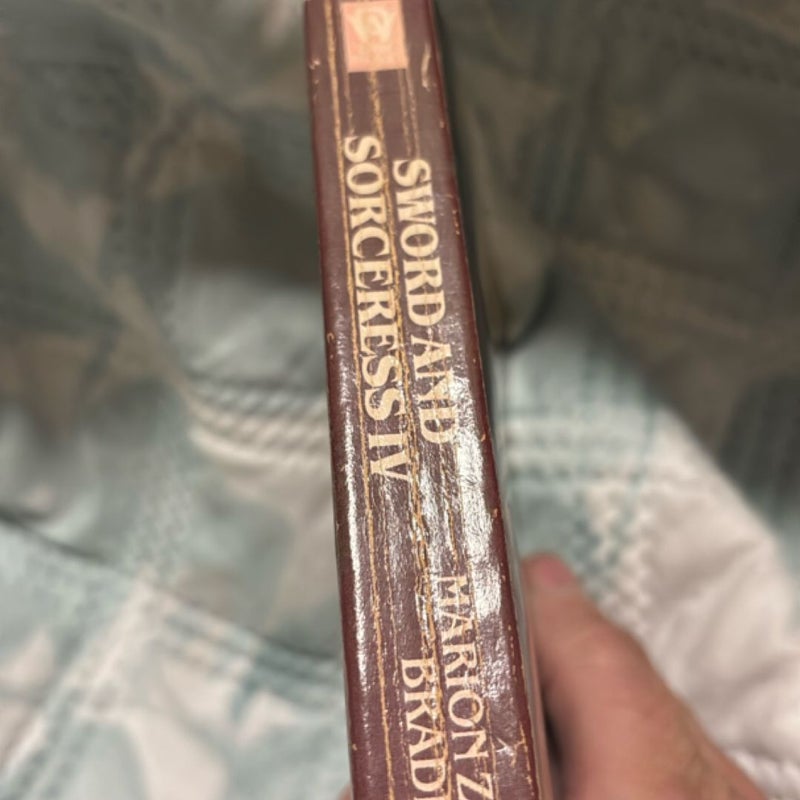 SWORD AND
SORCERESS IV
MARION Z
BRAD